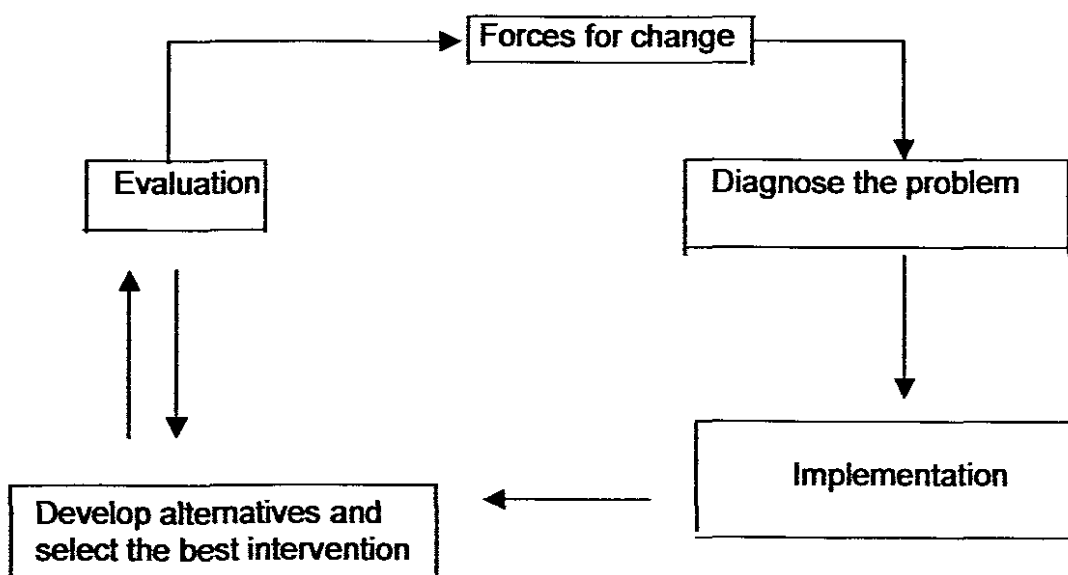 Forces for change
Evaluation
Diagnose the problem
Implementation
Develop alternatives and
select the best intervention